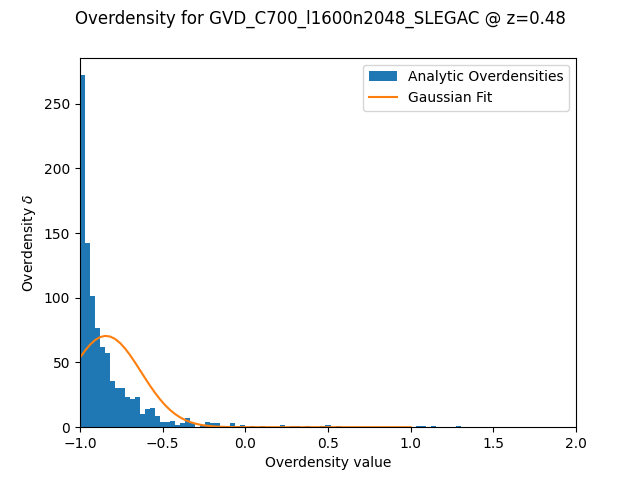 Overdensity for GVD_C700_l1600n2048_SLEGAC @ z=0.48
Analytic Overdensities
Gaussian Fit
Overdensity δ
250
200
150
100
50
0
−1.0 −0.5 0.0 0.5 1.0 1.5 2.0
Overdensity value